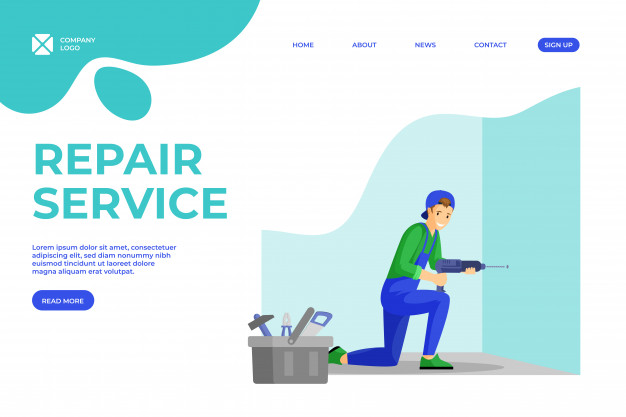 COMPANY
LOGO
HOME
ABOUT
NEWS
CONTACT
SIGN UP
REPAIR
SERVICE
Lorem ipsum dolor sit amet, consectetuer
adipiscing elit, sed diam nonummy nibh
euismod tincidunt ut laoreet dolore
magna aliquam erat volutpat.
READ MORE